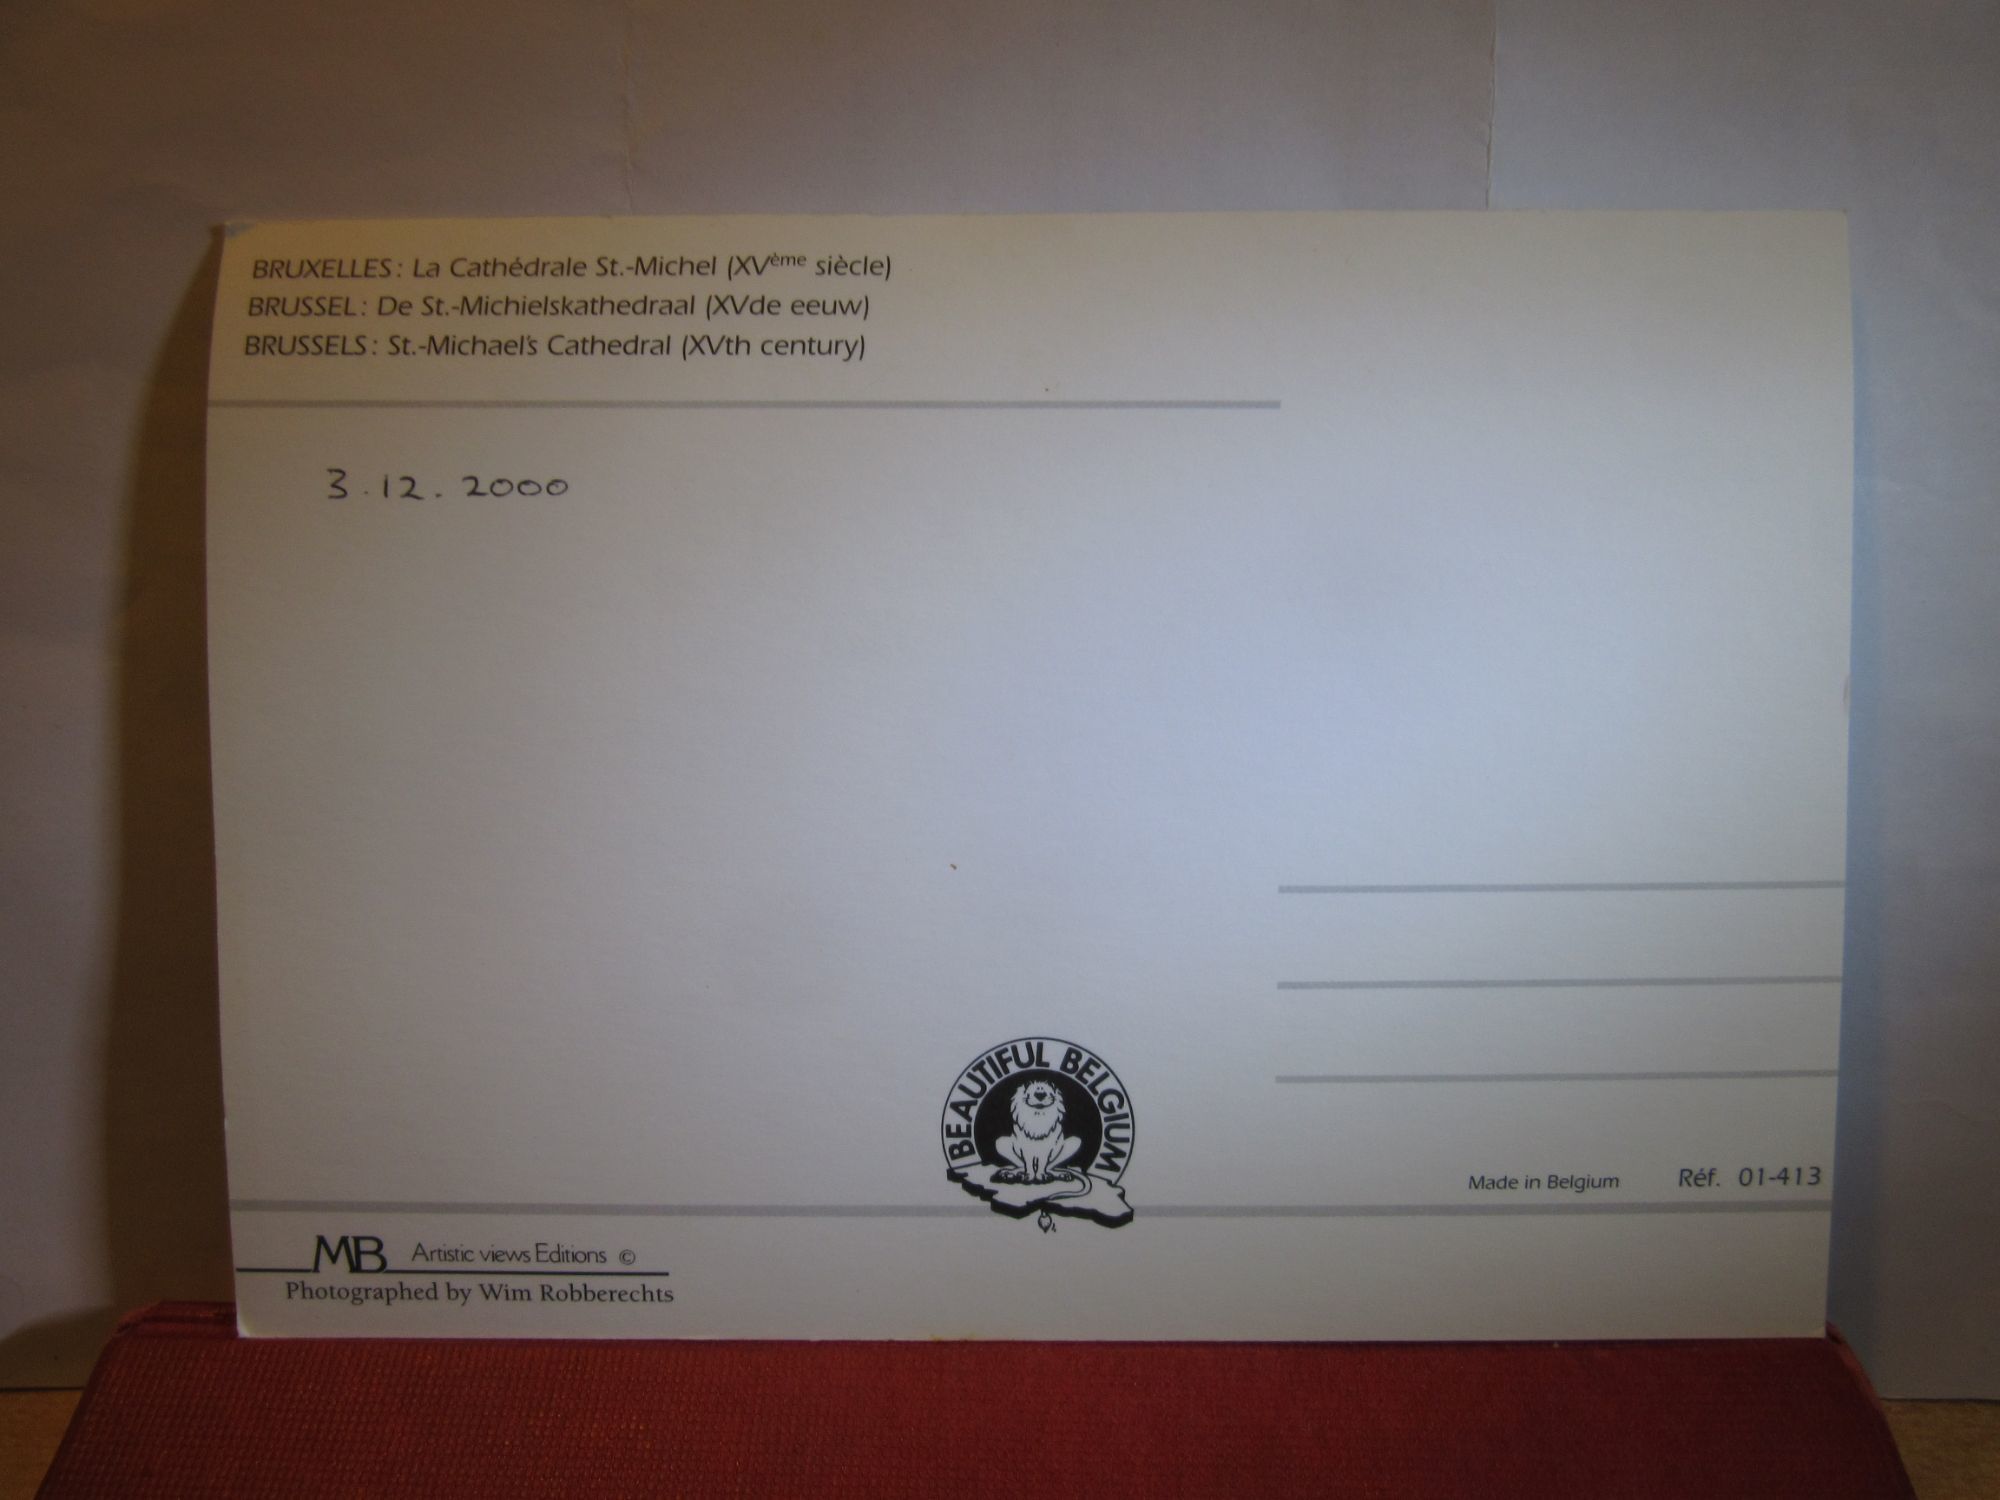 BRUXELLES: La Cathédrale St.-Michel (XVème siècle)
BRUSSEL: De St.-Michielskathedraal (XVde eeuw)
BRUSSELS: St.-Michael's Cathedral (XVth century)
3.12.2000
BEAUTIFUL BELGIUM
Made in Belgium Réf. 01-413
MB Artistic views Editions ©
Photographed by Wim Robberechts